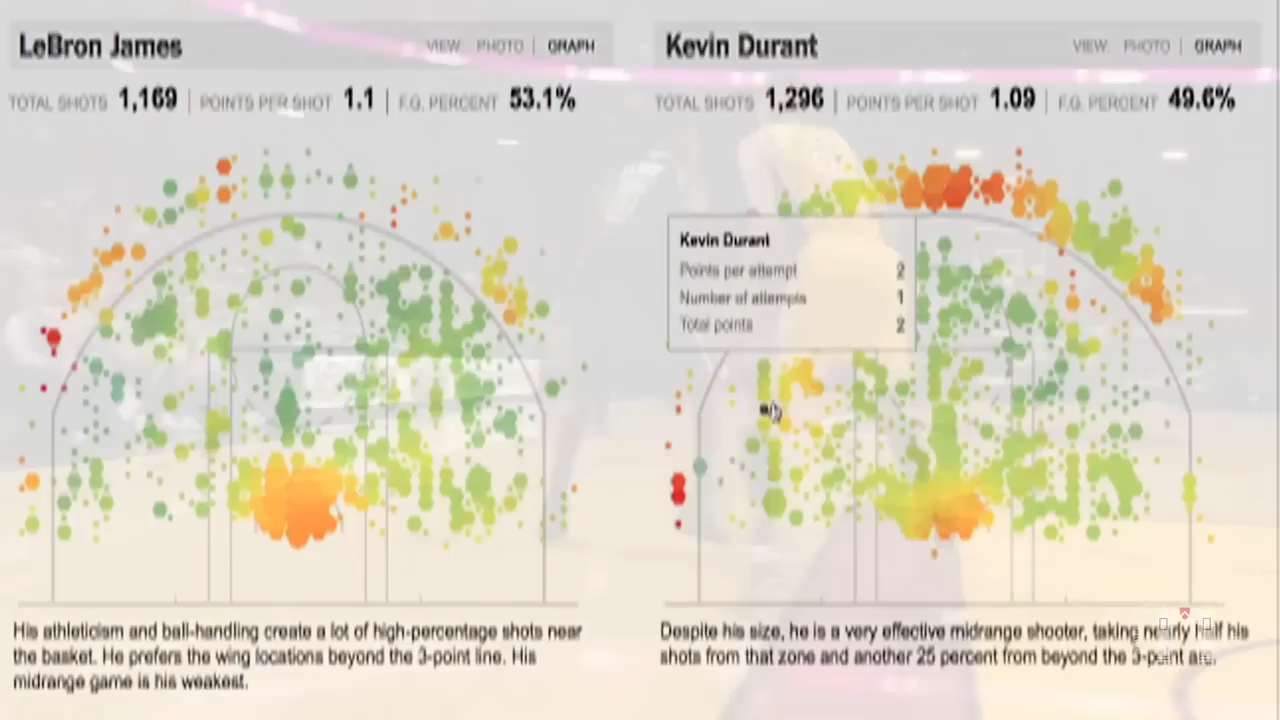 LeBron James
VIEW PHOTO | GRAPH
TOTAL SHOTS 1,169 | POINTS PER SHOT 1.1 | F.G. PERCENT 53.1%
His athleticism and ball-handling create a lot of high-percentage shots near
the basket. He prefers the wing locations beyond the 3-point line. His
midrange game is his weakest.
Kevin Durant
VIEW PHOTO | GRAPH
TOTAL SHOTS 1,296 | POINTS PER SHOT 1.09 | F.G. PERCENT 49.6%
Kevin Durant
Points per attempt 2
Number of attempts 1
Total points 2
Despite his size, he is a very effective midrange shooter, taking nearly half his
shots from that zone and another 25 percent from beyond the 3-point arc.